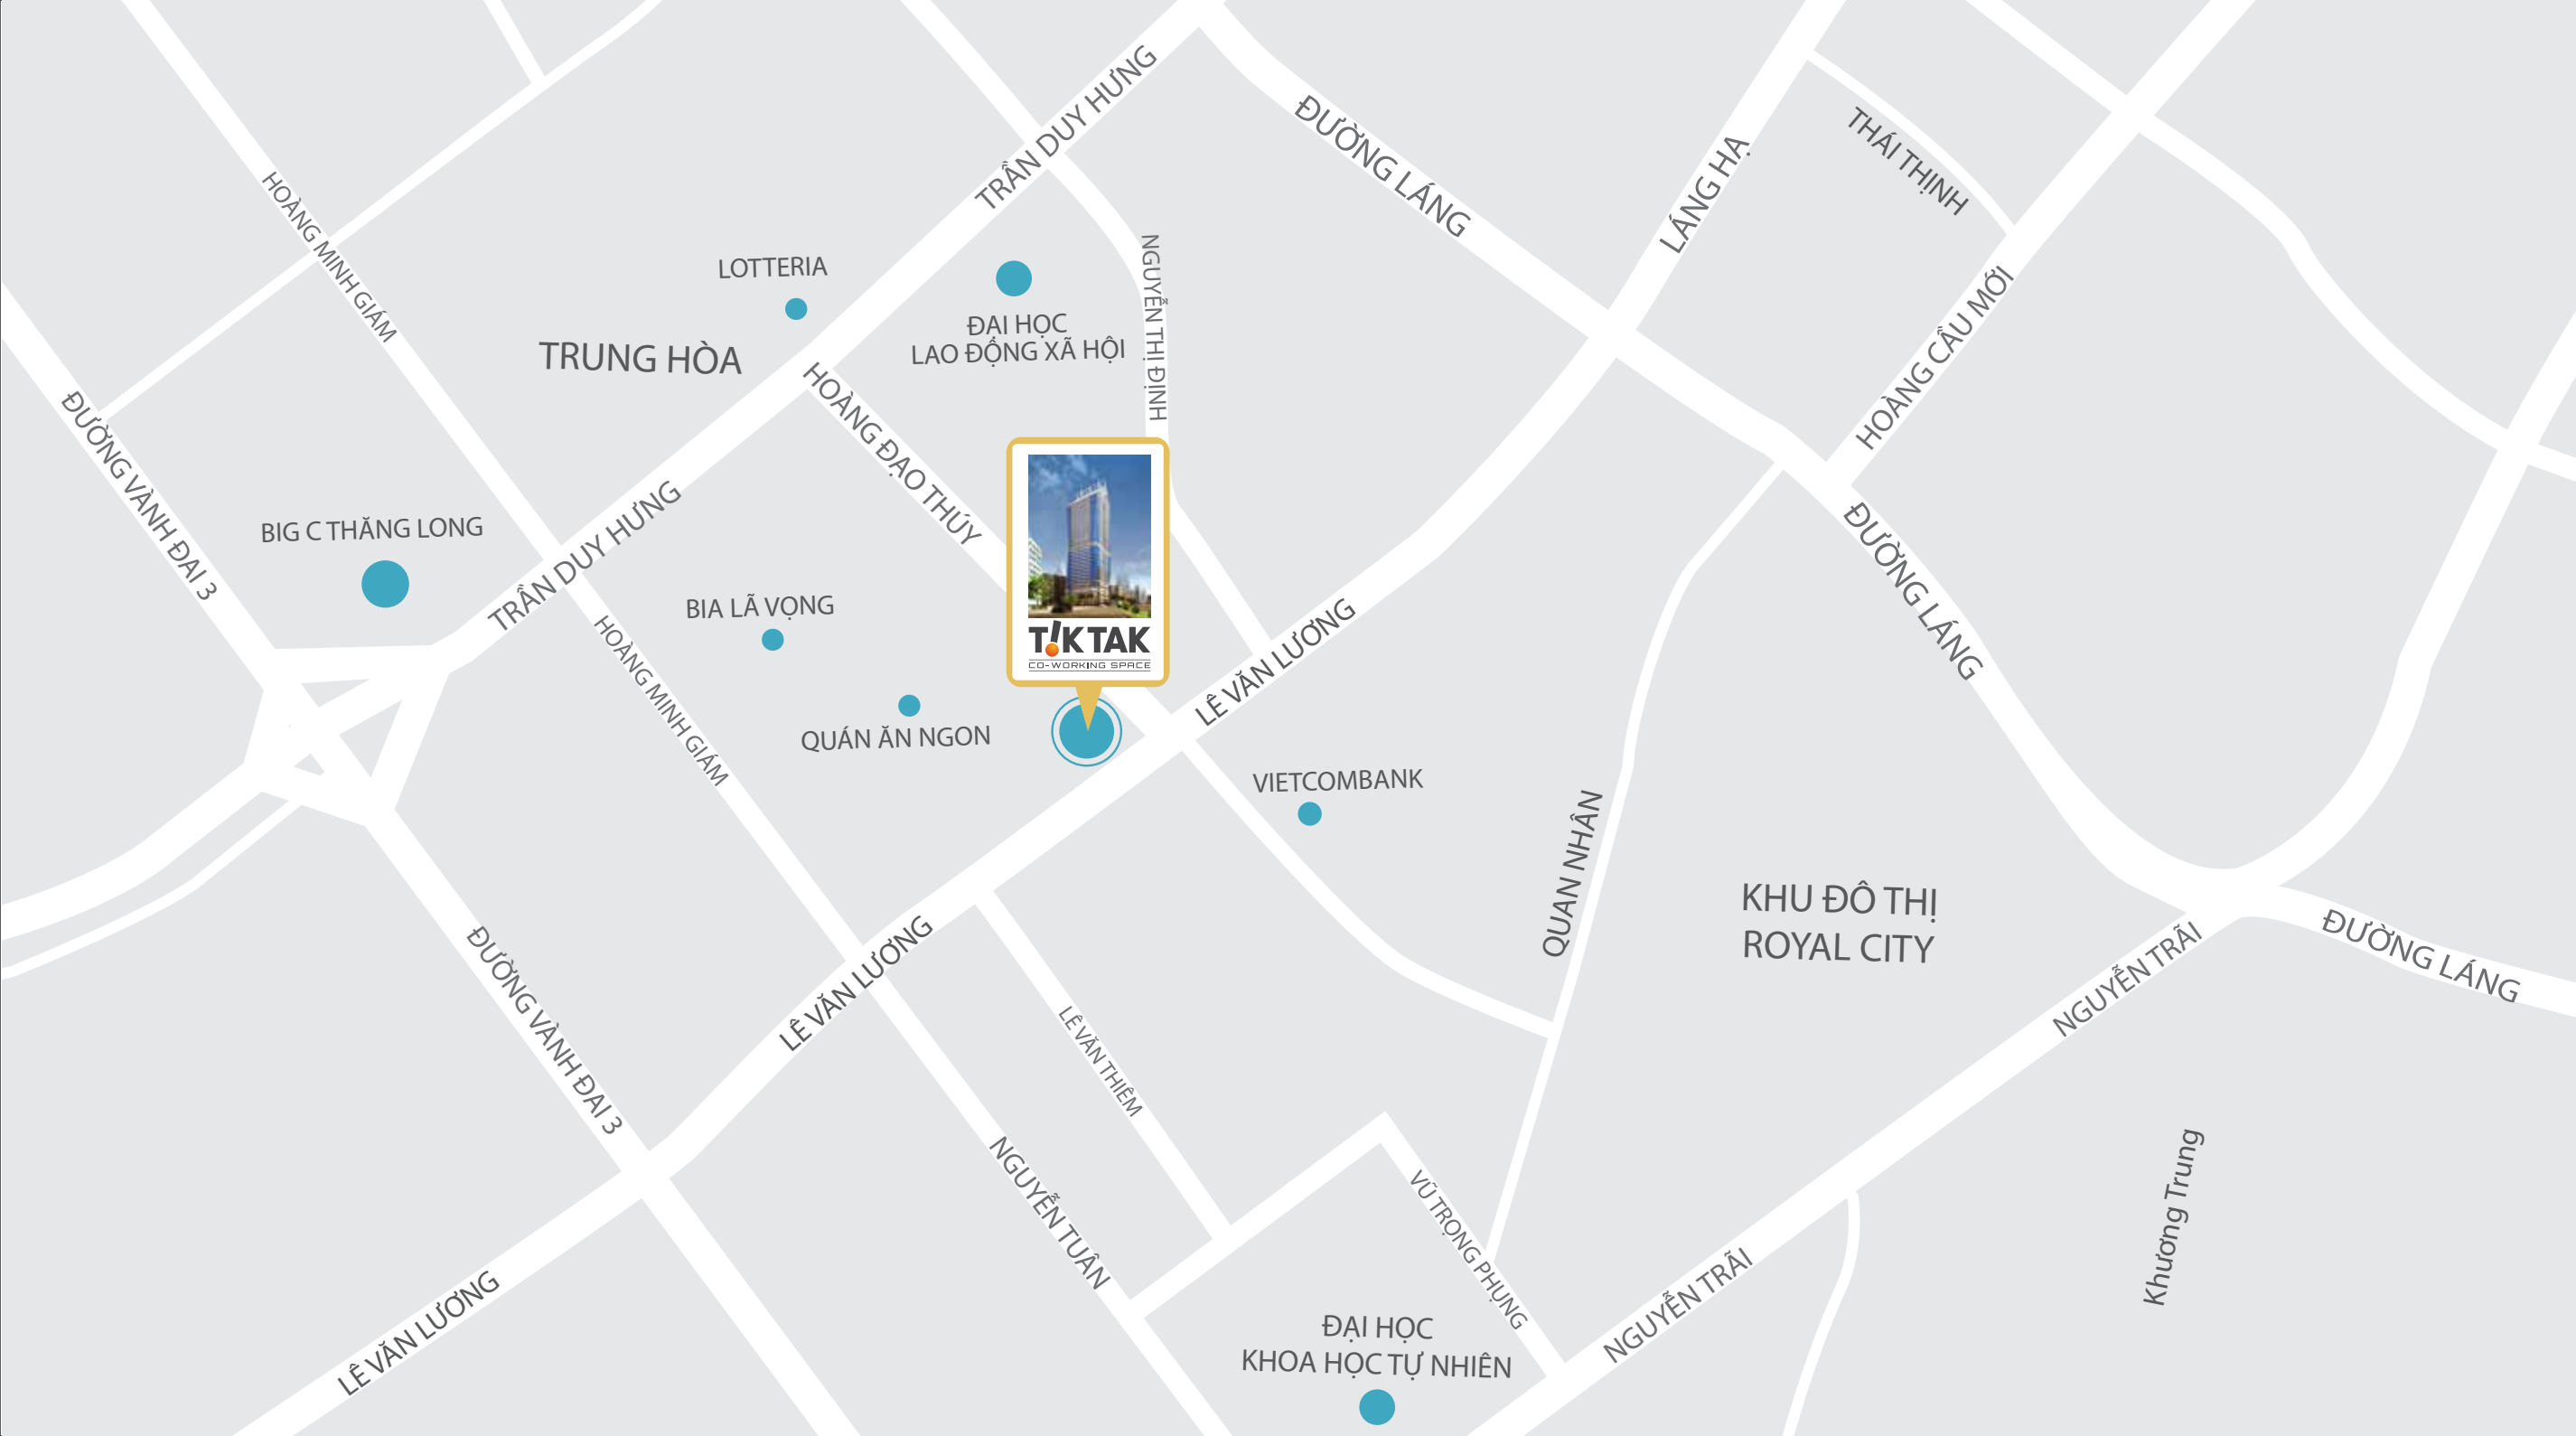 TRẦN DUY HƯNG
ĐƯỜNG LÁNG
LÁNG HẠ
THÁI THỊNH
HOÀNG MINH GIÁM
LOTTERIA
NGUYỄN THỊ ĐỊNH
HOÀNG CẦU MỚI
ĐẠI HỌC
LAO ĐỘNG XÃ HỘI
TRUNG HÒA
HOÀNG ĐẠO THÚY
ĐƯỜNG VÀNH ĐAI 3
BIG C THĂNG LONG
TRẦN DUY HƯNG
ĐƯỜNG LÁNG
BIA LÃ VỌNG
T!K TAK
CO-WORKING SPACE
LÊ VĂN LƯƠNG
HOÀNG MINH GIÁM
QUÁN ĂN NGON
VIETCOMBANK
QUAN NHÂN
KHU ĐÔ THỊ
ROYAL CITY
ĐƯỜNG LÁNG
NGUYỄN TRÃI
LÊ VĂN LƯƠNG
ĐƯỜNG VÀNH ĐAI 3
LÊ VĂN THIÊM
NGUYỄN TUÂN
VŨ TRỌNG PHỤNG
Khương Trung
NGUYỄN TRÃI
LÊ VĂN LƯƠNG
ĐẠI HỌC
KHOA HỌC TỰ NHIÊN